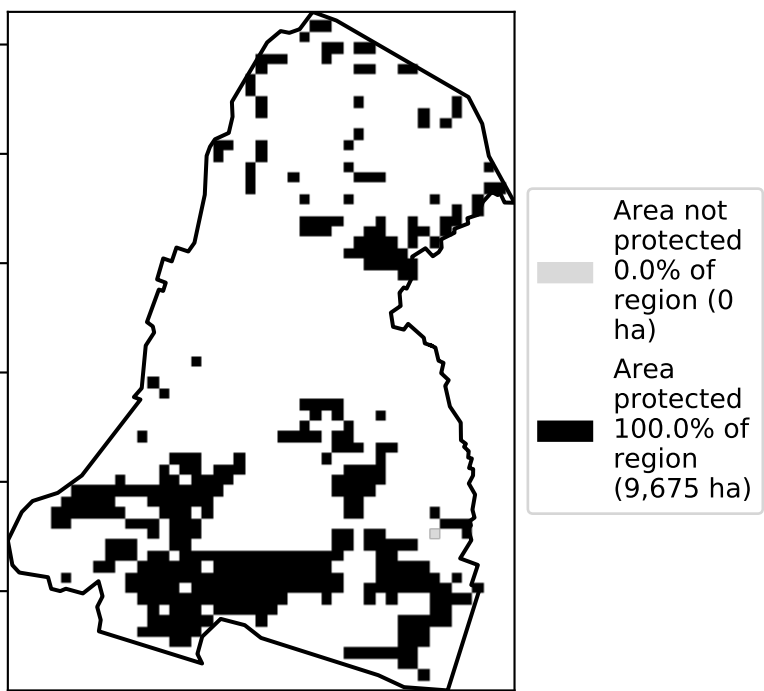 Area not
protected
0.0% of
region (0
ha)
Area
protected
100.0% of
region
(9,675 ha)